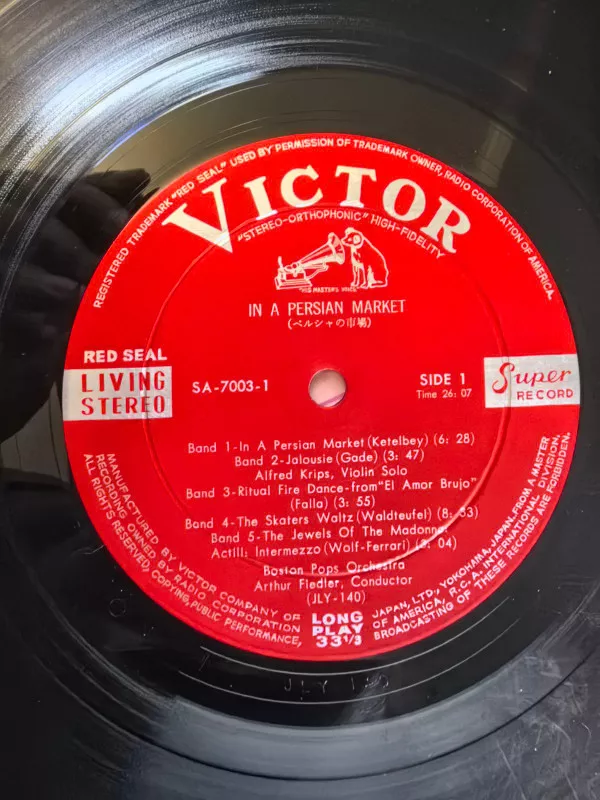 REGISTERED TRADEMARK "RED SEAL" USED BY PERMISSION OF TRADEMARK OWNER, RADIO CORPORATION OF AMERICA.
VICTOR
"STEREO-ORTHOPHONIC" HIGH-FIDELITY
"HIS MASTER'S VOICE"
IN A PERSIAN MARKET
(ペルシャの市場)
RED SEAL
LIVING
STEREO
SA-7003-1
SIDE 1
Time 26: 07
Super
RECORD
Band 1-In A Persian Market (Ketelbey) (6: 28)
Band 2-Jalousie (Gade) (3: 47)
Alfred Krips, Violin Solo
Band 3-Ritual Fire Dance-from "El Amor Brujo"
(Falla) (3: 55)
Band 4-The Skaters Waltz (Waldteufel) (8: 53)
Band 5-The Jewels Of The Madonna:
ActIII: Intermezzo (Wolf-Ferrari) (3: 04)
Boston Pops Orchestra
Arthur Fiedler, Conductor
(JLY-140)
LONG
PLAY
33 1/3
MANUFACTURED BY VICTOR COMPANY OF JAPAN, LTD., YOKOHAMA, JAPAN. FROM A MASTER
RECORDING OWNED BY RADIO CORPORATION OF AMERICA, R.C.A. INTERNATIONAL DIVISION,
ALL RIGHTS RESERVED, COPYING, PUBLIC PERFORMANCE, BROADCASTING OF THESE RECORDS ARE FORBIDDEN.